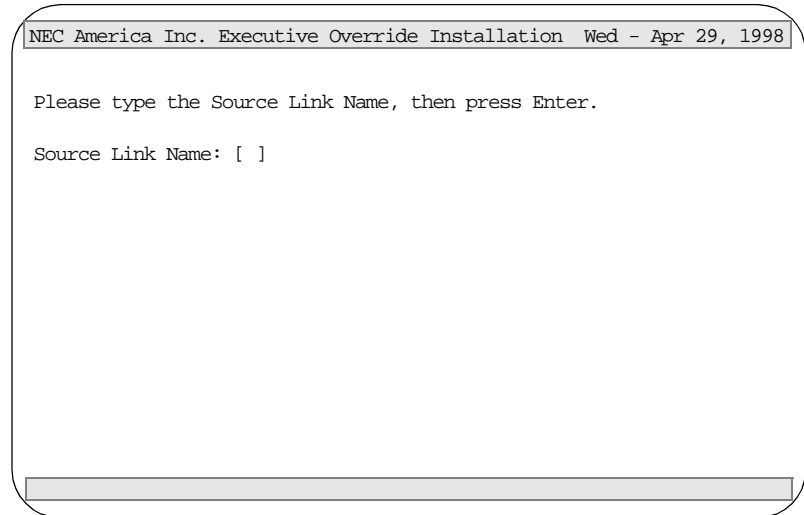 NEC America Inc. Executive Override Installation Wed - Apr 29, 1998
Please type the Source Link Name, then press Enter.
Source Link Name: [ ]